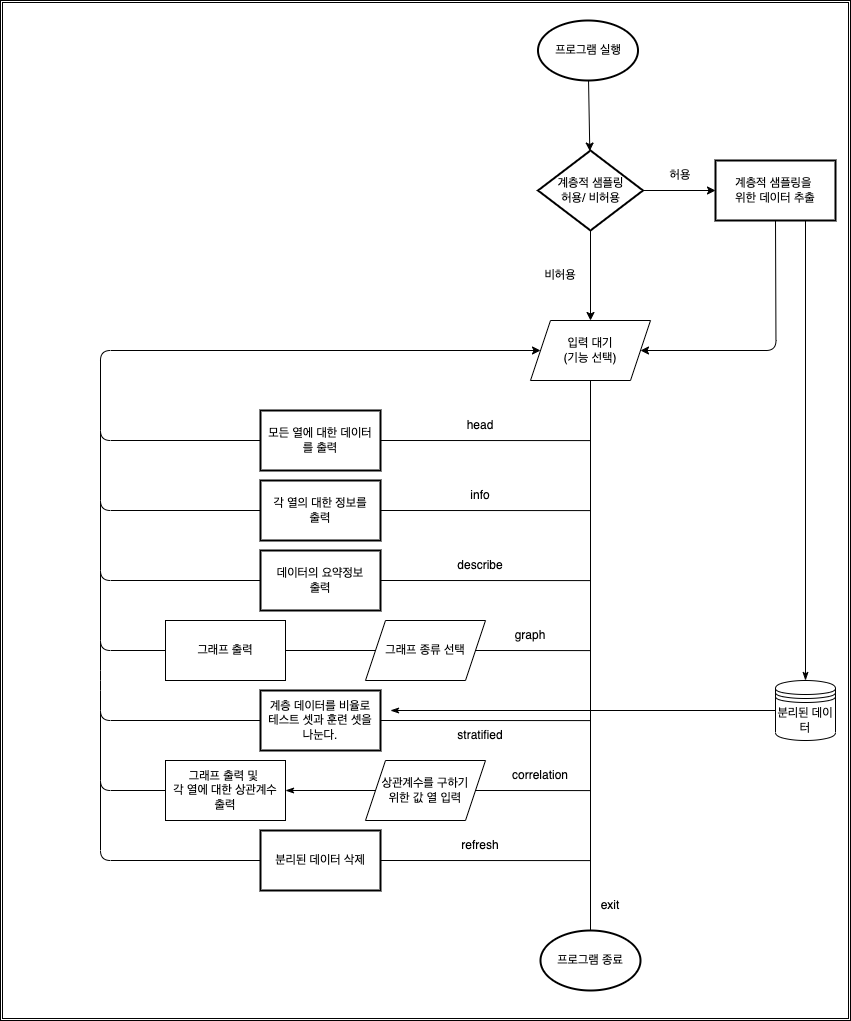 프로그램 실행
계층적 샘플링
허용/ 비허용
허용
계층적 샘플링을
위한 데이터 추출
비허용
입력 대기
(기능 선택)
모든 열에 대한 데이터
를 출력
head
각 열의 대한 정보를
출력
info
데이터의 요약정보
출력
describe
그래프 출력
그래프 종류 선택
graph
계층 데이터를 비율로
테스트 셋과 훈련 셋을
나눈다.
stratified
분리된 데이
터
그래프 출력 및
각 열에 대한 상관계수
출력
상관계수를 구하기
위한 값 열 입력
correlation
분리된 데이터 삭제
refresh
exit
프로그램 종료